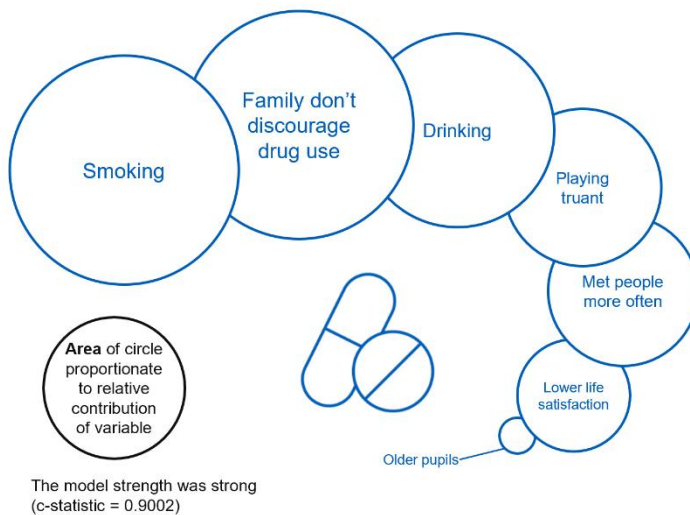 Smoking
Family don't
discourage
drug use
Drinking
Playing
truant
Met people
more often
Lower life
satisfaction
Older pupils
Area of circle
proportionate
to relative
contribution
of variable
The model strength was strong
(c-statistic = 0.9002)